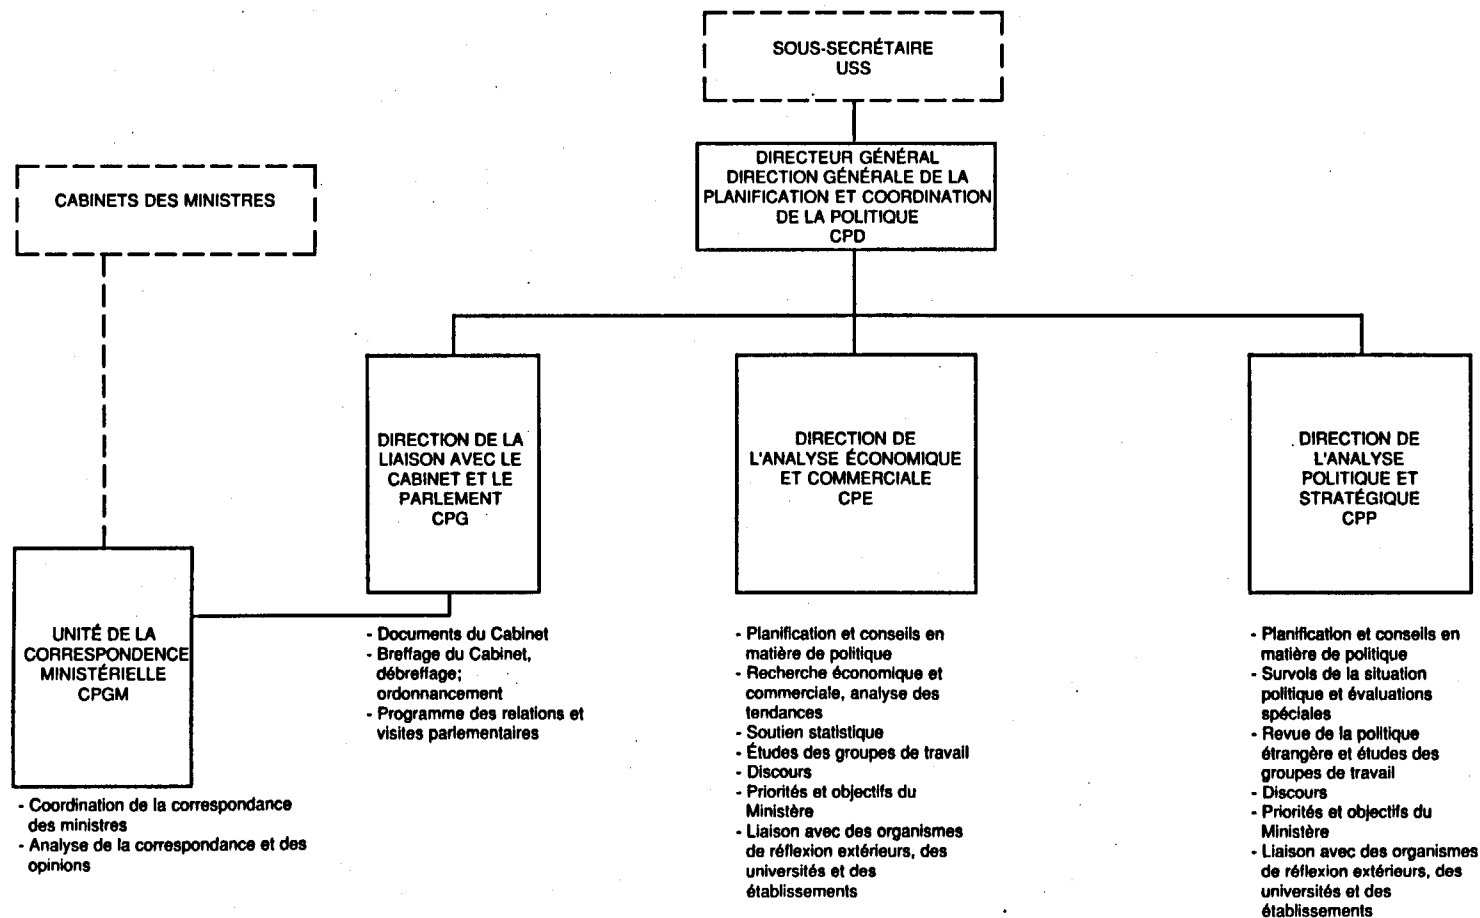 SOUS-SECRÉTAIRE
USS
DIRECTEUR GÉNÉRAL
DIRECTION GÉNÉRALE DE LA
PLANIFICATION ET COORDINATION
DE LA POLITIQUE
CPD
CABINETS DES MINISTRES
DIRECTION DE LA
LIAISON AVEC LE
CABINET ET LE
PARLEMENT
CPG
DIRECTION DE
L'ANALYSE ÉCONOMIQUE
ET COMMERCIALE
CPE
DIRECTION DE
L'ANALYSE
POLITIQUE ET
STRATÉGIQUE
CPP
UNITÉ DE LA
CORRESPONDENCE
MINISTÉRIELLE
CPGM
- Coordination de la correspondance
des ministres
- Analyse de la correspondance et des
opinions
- Documents du Cabinet
- Breffage du Cabinet,
débreffage;
ordonnancement
- Programme des relations et
visites parlementaires
- Planification et conseils en
matière de politique
- Recherche économique et
commerciale, analyse des
tendances
- Soutien statistique
- Études des groupes de travail
- Discours
- Priorités et objectifs du
Ministère
- Liaison avec des organismes
de réflexion extérieurs, des
universités et des
établissements
- Planification et conseils en
matière de politique
- Survols de la situation
politique et évaluations
spéciales
- Revue de la politique
étrangère et études des
groupes de travail
- Discours
- Priorités et objectifs du
Ministère
- Liaison avec des organismes
de réflexion extérieurs, des
universités et des
établissements